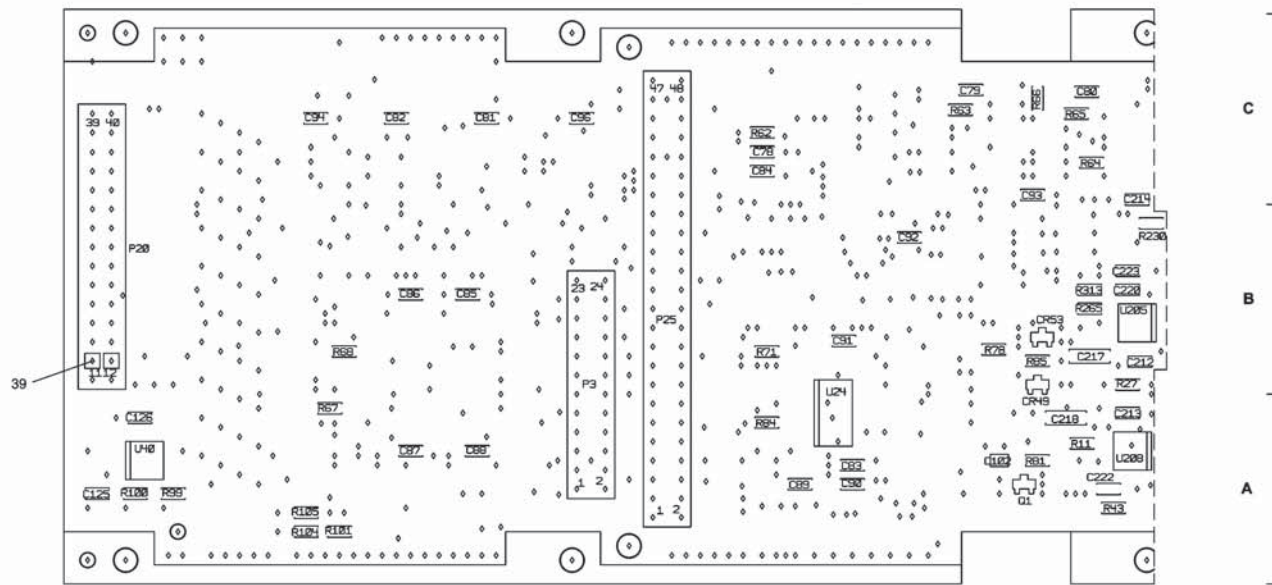 C79
R66
C80
47 48
C
R63
R65
39 40
C94
C82
C81
C96
R62
C78
R64
C84
C93
C214
C92
R230
P20
C223
23 24
R313
C220
C86
C85
B
R265
U205
P25
CR53
C91
R68
R71
R78
C217
R85
C212
39
11 12
P3
R27
U24
CR49
R67
C213
C126
R84
C218
U40
R11
C87
C88
U208
C102
R81
C83
C222
1 2
C89
C90
A
C125
R100
R99
Q1
R43
R105
1 2
R104
R101